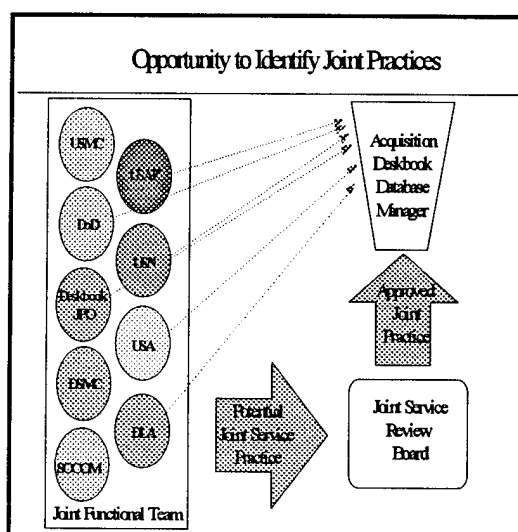 Opportunity to Identify Joint Practices
USMC
USAF
DoD
USN
Deskbook
JPO
USA
DSMC
DLA
SOCOM
Joint Functional Team
Acquisition
Deskbook
Database
Manager
Approved
Joint
Practice
Potential
Joint Service
Practice
Joint Service
Review
Board